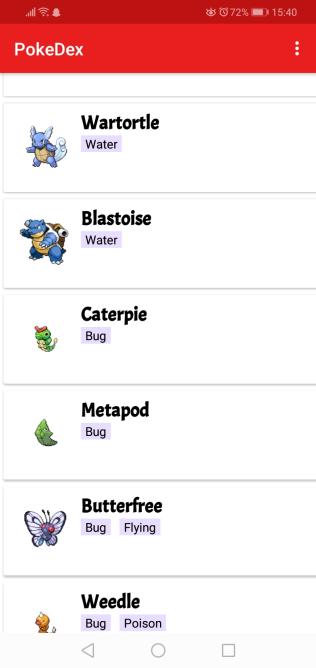 72% 15:40
PokeDex
Wartortle
Water
Blastoise
Water
Caterpie
Bug
Metapod
Bug
Butterfree
Bug Flying
Weedle
Bug Poison